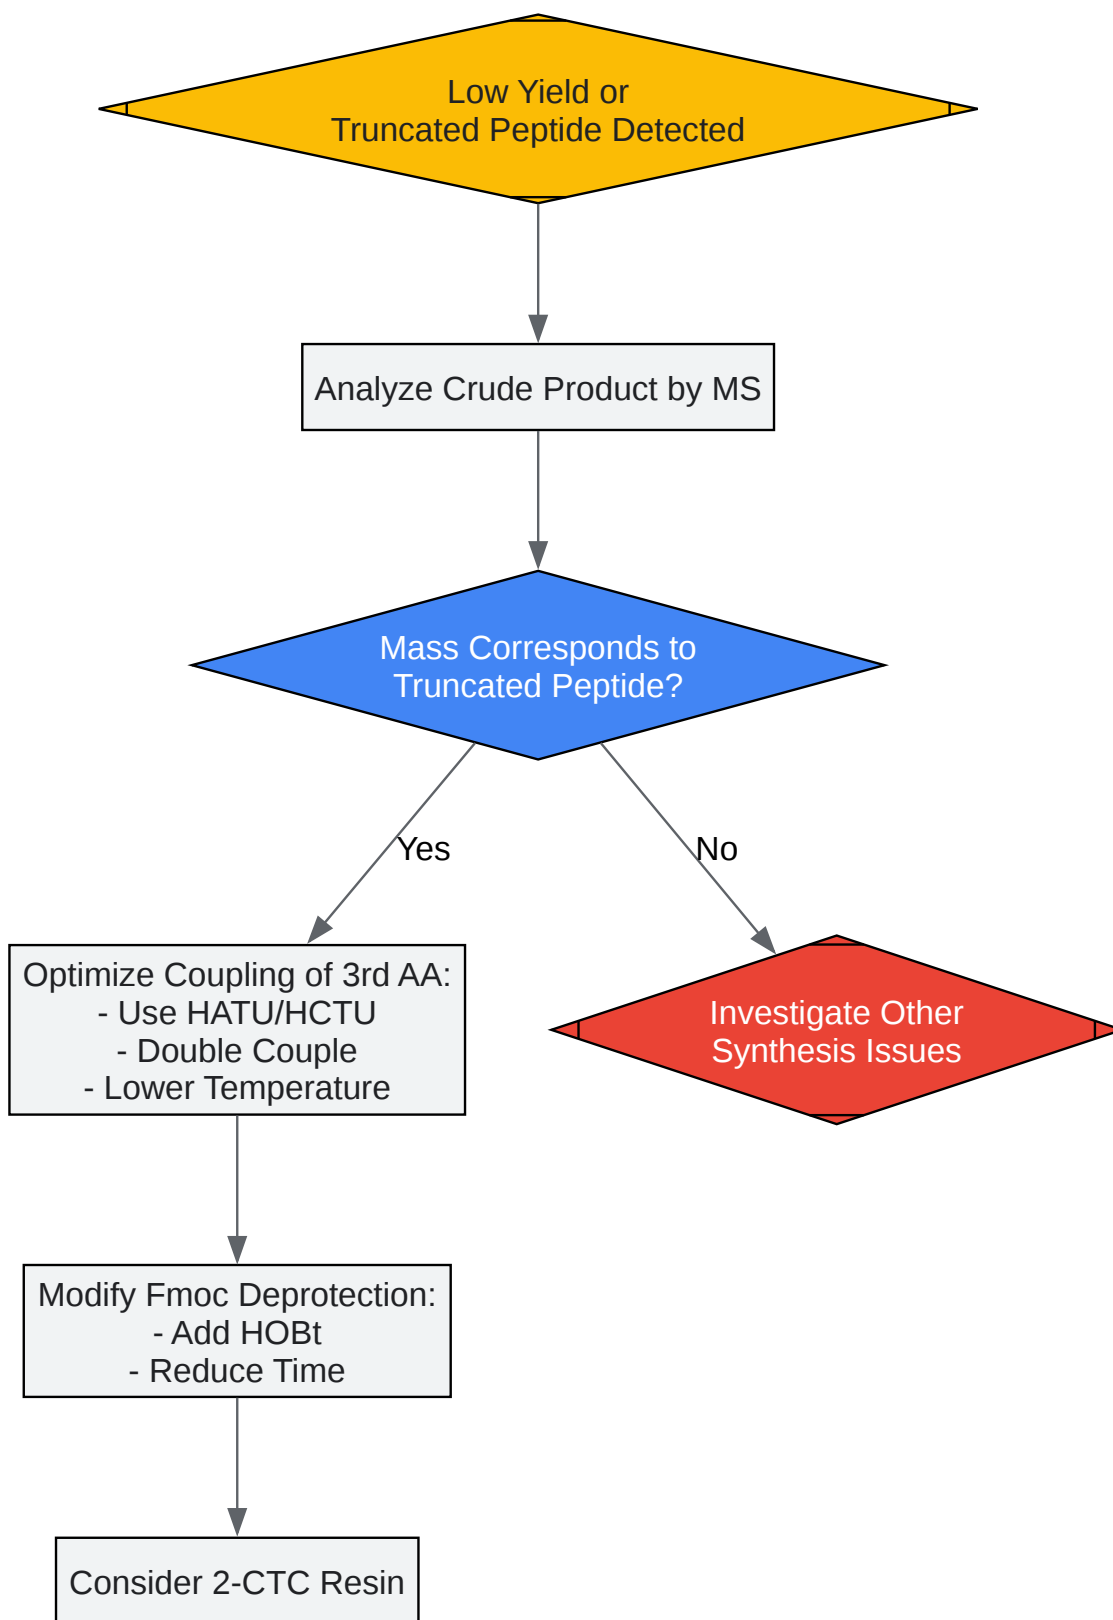 Low Yield or
Truncated Peptide Detected
Analyze Crude Product by MS
Mass Corresponds to
Truncated Peptide?
Yes
No
Optimize Coupling of 3rd AA:
- Use HATU/HCTU
- Double Couple
- Lower Temperature
Investigate Other
Synthesis Issues
Modify Fmoc Deprotection:
- Add HOBt
- Reduce Time
Consider 2-CTC Resin